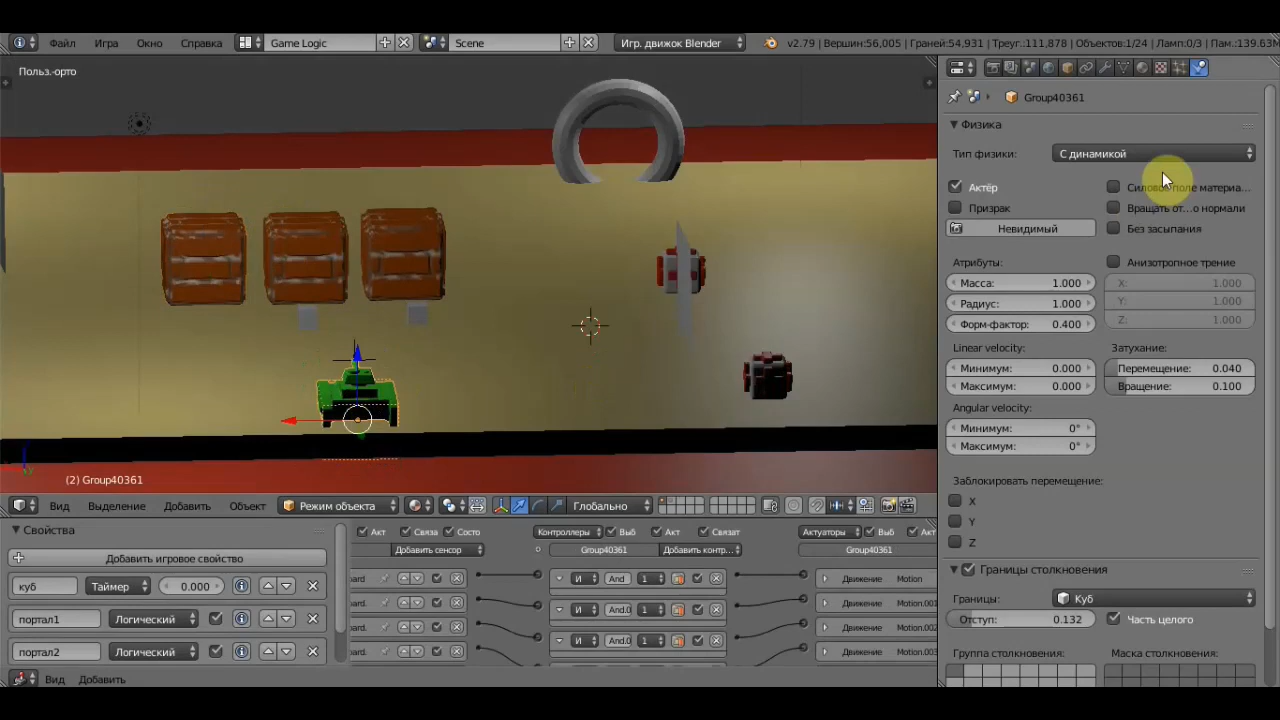 Файл Игра Окно Справка Game Logic Scene Игр. движок Blender v2.79 | Вершин:56,005 | Граней:54,931 | Треуг.:111,878 | Объектов:1/24 | Ламп:0/3 | Пам.:139.63
Польз.-орто
Group40361
Физика
Тип физики: С динамикой
Актёр Силовое поле материа...
Призрак Вращать от...о нормали
Невидимый Без засыпания
Атрибуты: Анизотропное трение
Масса: 1.000 X: 1.000
Радиус: 1.000 Y: 1.000
Форм-фактор: 0.400 Z: 1.000
Linear velocity: Затухание:
Минимум: 0.000 Перемещение: 0.040
Максимум: 0.000 Вращение: 0.100
Angular velocity:
Минимум: 0°
Максимум: 0°
Заблокировать перемещение:
X
Y
Z
Границы столкновения
Границы: Куб
Отступ: 0.132 Часть целого
Группа столкновения: Маска столкновения:
(2) Group40361
Вид Выделение Добавить Объект Режим объекта Глобально
Свойства
Добавить игровое свойство
куб Таймер 0.000
портал1 Логический
портал2 Логический
Акт Связа Состо Контроллеры Выб Акт Связат Актуаторы Выб Акт
Добавить сенсор Group40361 Добавить контр... Group40361
ard И And 1 Движение Motion
ard. И And.0 1 Движение Motion.001
ard. И And.0 1 Движение Motion.002
ard. Движение Motion.003
Вид Добавить